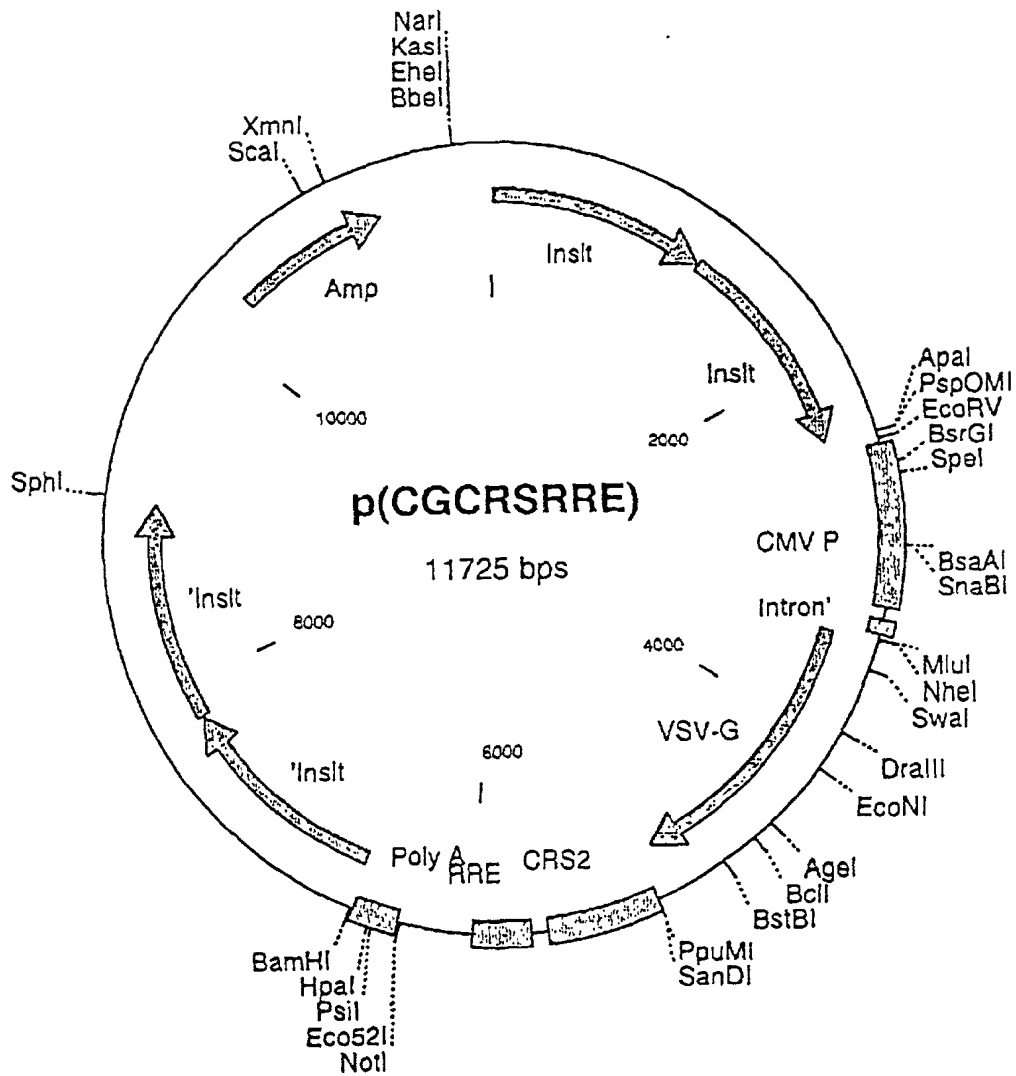 NarI
KasI
EheI
BbeI
XmnI
ScaI
InsIt
Amp
InsIt
ApaI
PspOMI
EcoRV
BsrGI
SpeI
10000
2000
SphI
p(CGCRSRRE)
11725 bps
CMV P
BsaAI
SnaBI
'InsIt
Intron'
8000
4000
MluI
NheI
SwaI
VSV-G
6000
DraIII
'InsIt
EcoNI
Poly A
RRE
CRS2
AgeI
BclI
BstBI
PpuMI
SanDI
BamHI
HpaI
PsiI
Eco52I
NotI